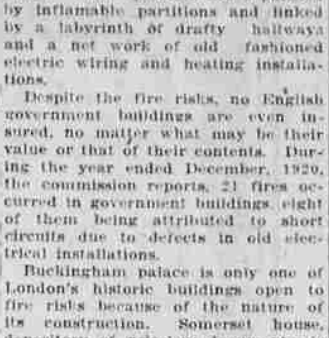 by inflamable partitions and linked
by a labyrinth of drafty hallways
and a net work of old fashioned
electric wiring and heating installa-
tions.
Despite the fire risks, no English
government buildings are even in-
sured, no matter what may be their
value or that of their contents. Dur-
ing the year ended December, 1920,
the commission reports, 21 fires oc-
curred in government buildings, eight
of them being attributed to short
circuits due to defects in old elec-
trical installations.
Buckingham palace is only one of
London's historic buildings open to
fire risks because of the nature of
its construction. Somerset house,